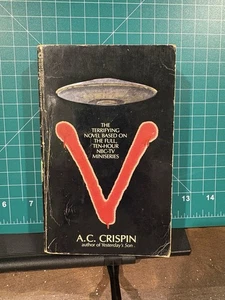 THE
TERRIFYING
NOVEL BASED ON
THE FULL,
TEN-HOUR
NBC-TV
MINISERIES
V
A.C. CRISPIN
author of Yesterday's Son
13
14
6
7